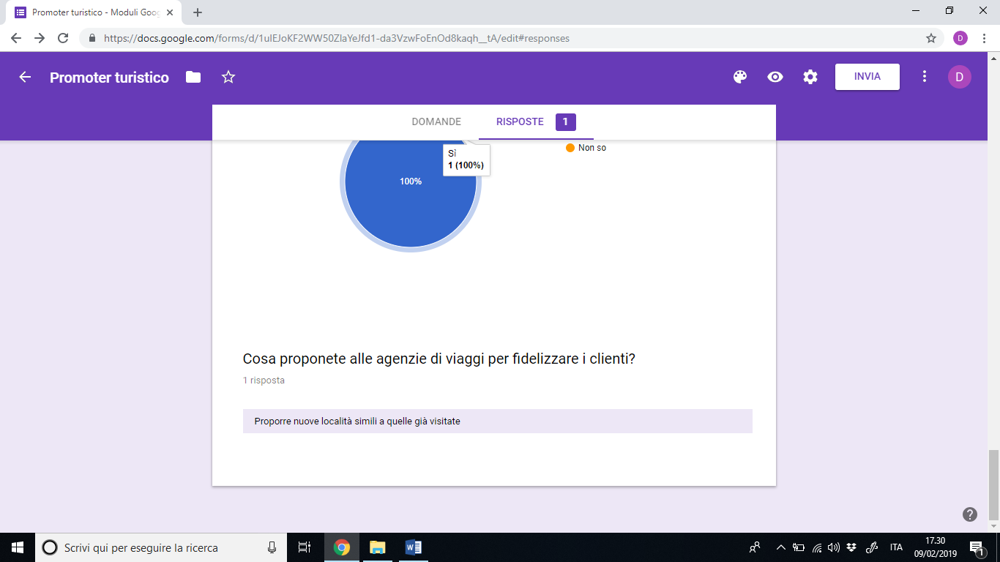 Promoter turistico - Moduli Goog
https://docs.google.com/forms/d/1uIEJoKF2WW50ZlaYeJfd1-da3VzwFoEnOd8kaqh__tA/edit#responses
D
Promoter turistico
INVIA
D
DOMANDE
RISPOSTE
1
Sì
1 (100%)
Non so
100%
Cosa proponete alle agenzie di viaggi per fidelizzare i clienti?
1 risposta
Proporre nuove località simili a quelle già visitate
?
Scrivi qui per eseguire la ricerca
W
ITA
17.30
09/02/2019
1